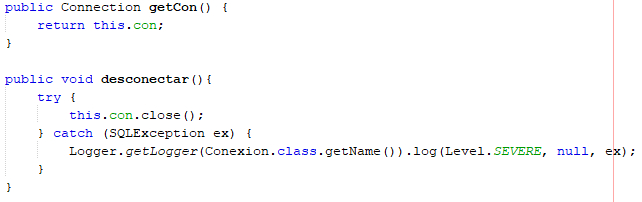 public Connection getCon() {
return this.con;
}
public void desconectar(){
try {
this.con.close();
} catch (SQLException ex) {
Logger.getLogger(Conexion.class.getName()).log(Level.SEVERE, null, ex);
}
}